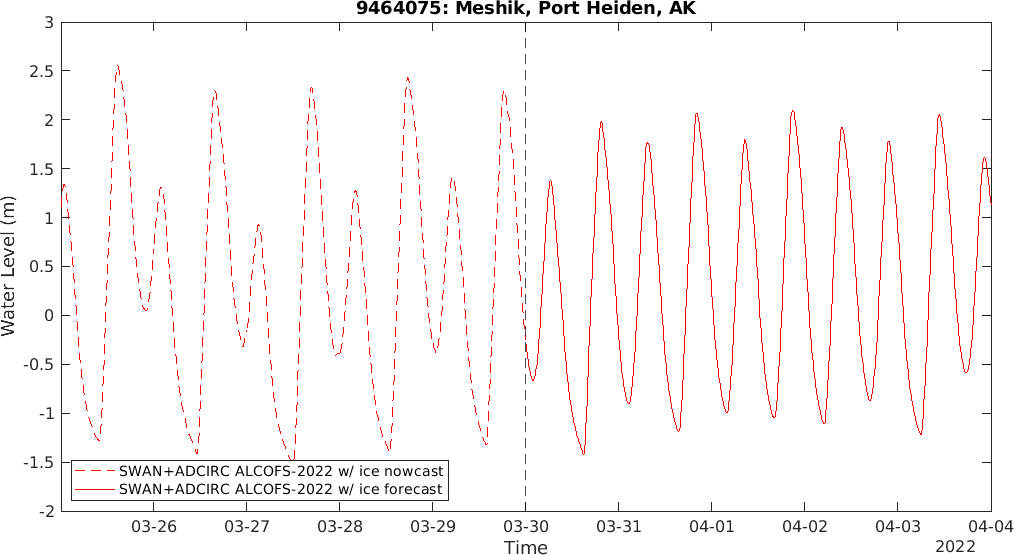 9464075: Meshik, Port Heiden, AK
Water Level (m)
3
2.5
2
1.5
1
0.5
0
-0.5
-1
-1.5
-2
SWAN+ADCIRC ALCOFS-2022 w/ ice nowcast
SWAN+ADCIRC ALCOFS-2022 w/ ice forecast
03-26 03-27 03-28 03-29 03-30 03-31 04-01 04-02 04-03 04-04
Time
2022